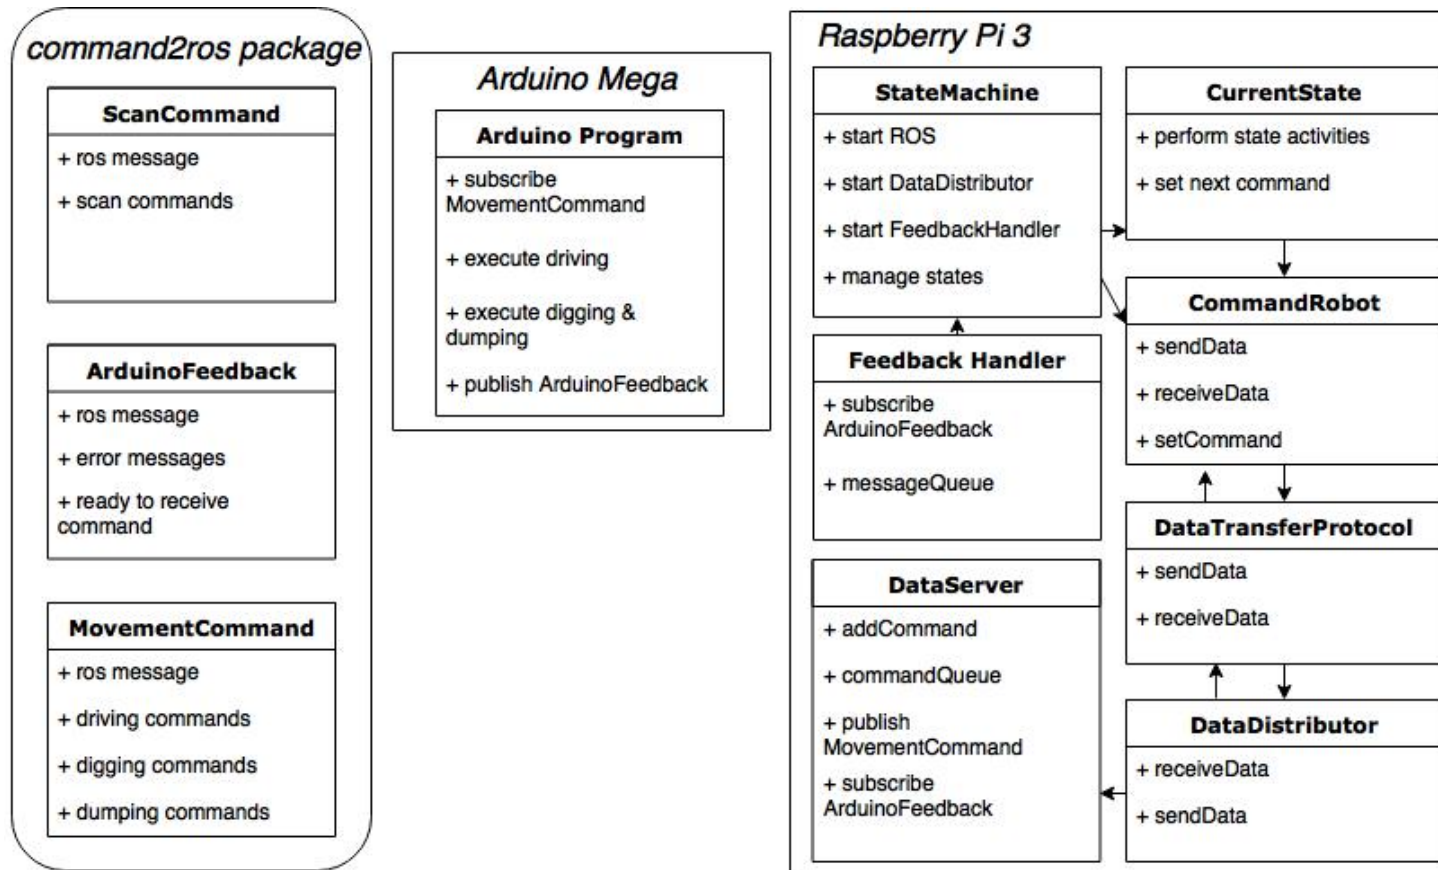 command2ros package
ScanCommand
+ ros message
+ scan commands
ArduinoFeedback
+ ros message
+ error messages
+ ready to receive
command
MovementCommand
+ ros message
+ driving commands
+ digging commands
+ dumping commands
Arduino Mega
Arduino Program
+ subscribe
MovementCommand
+ execute driving
+ execute digging &
dumping
+ publish ArduinoFeedback
Raspberry Pi 3
StateMachine
+ start ROS
+ start DataDistributor
+ start FeedbackHandler
+ manage states
Feedback Handler
+ subscribe
ArduinoFeedback
+ messageQueue
DataServer
+ addCommand
+ commandQueue
+ publish
MovementCommand
+ subscribe
ArduinoFeedback
CurrentState
+ perform state activities
+ set next command
CommandRobot
+ sendData
+ receiveData
+ setCommand
DataTransferProtocol
+ sendData
+ receiveData
DataDistributor
+ receiveData
+ sendData